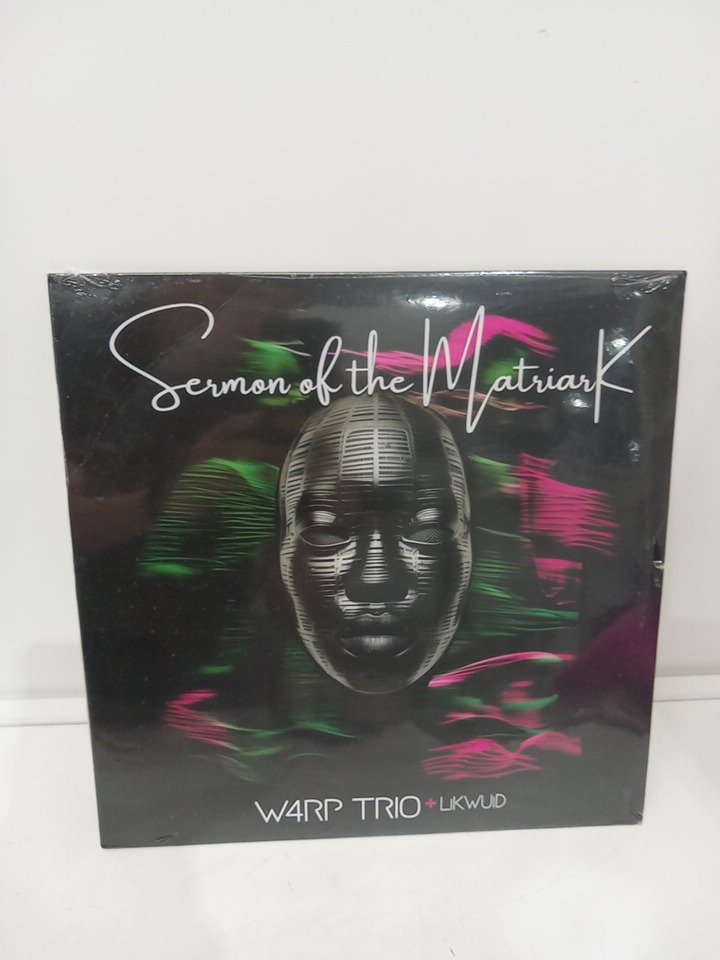 Sermon of the MatriarK
W4RP TRIO + LiKWUiD